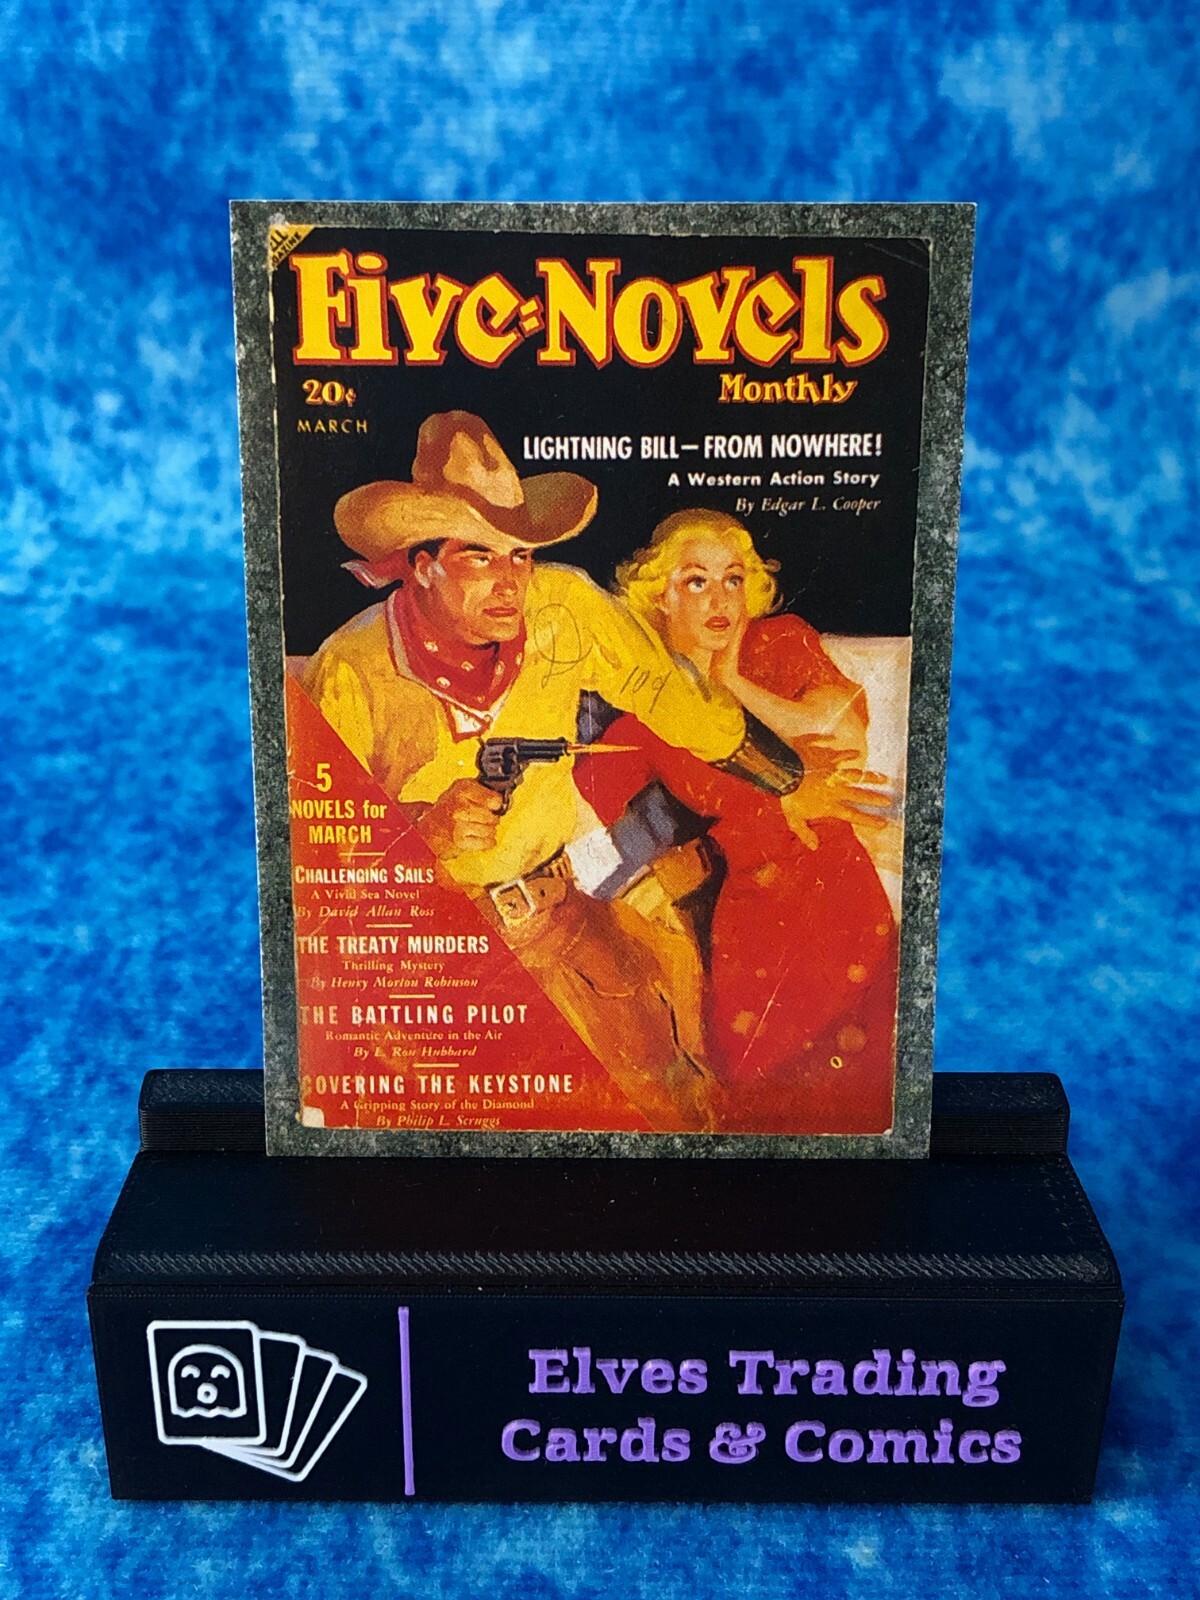 Five-Novels
Monthly
20¢
MARCH
LIGHTNING BILL—FROM NOWHERE!
A Western Action Story
By Edgar L. Cooper
D
109
5
NOVELS for
MARCH
CHALLENGING SAILS
A Vivid Sea Novel
By David Allan Ross
THE TREATY MURDERS
Thrilling Mystery
By Henry Morton Robinson
THE BATTLING PILOT
Romantic Adventure in the Air
By L. Ron Hubbard
COVERING THE KEYSTONE
A Gripping Story of the Diamond
By Philip L. Scruggs
Elves Trading
Cards & Comics